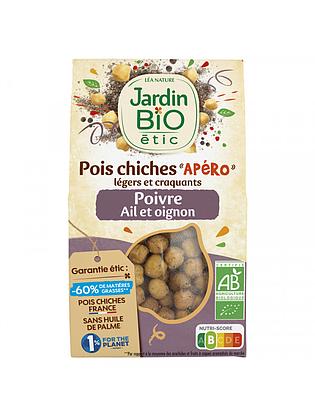 LÉA NATURE
Jardin
BiO
étic
Pois chiches "APÉRO"
légers et craquants
Poivre
Ail et oignon
Garantie étic :
-60% DE MATIÈRES
GRASSES**
POIS CHICHES
FRANCE
SANS HUILE
DE PALME
1% FOR THE
PLANET
CERTIFIÉ
AB
AGRICULTURE
BIOLOGIQUE
NUTRI-SCORE
A B C D E